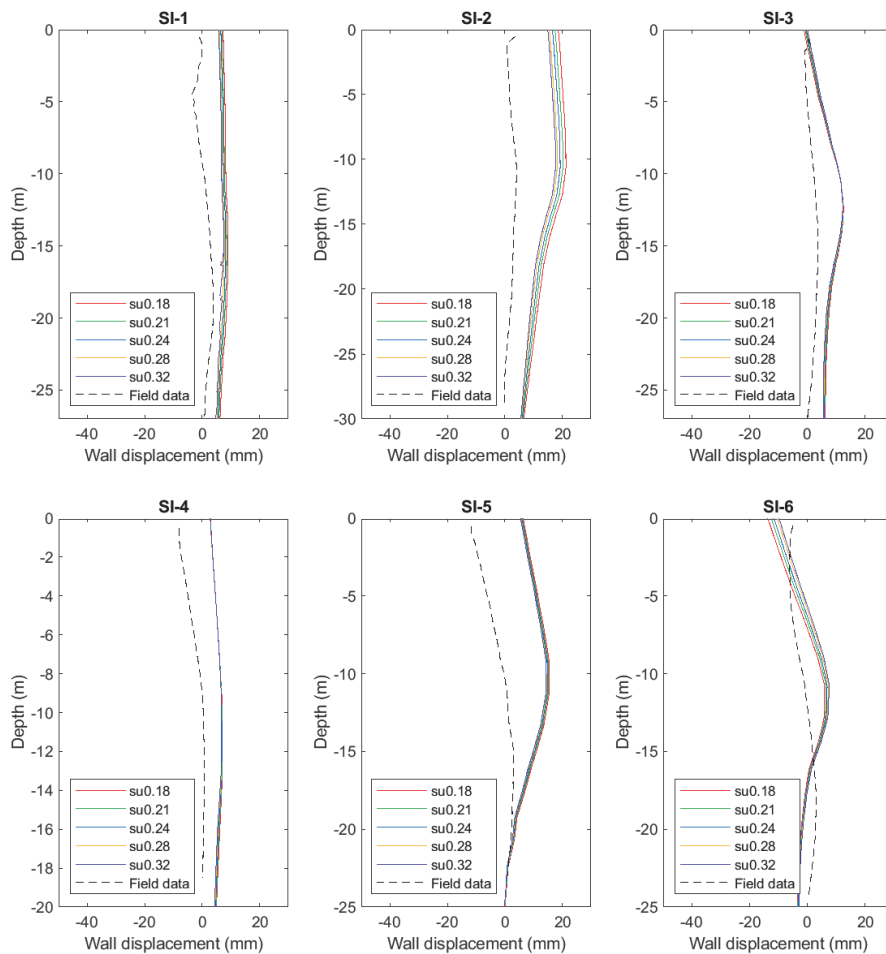 SI-1
0
-5
-10
-15
-20
-25
Depth (m)
su0.18
su0.21
su0.24
su0.28
su0.32
Field data
-40 -20 0 20
Wall displacement (mm)
SI-2
0
-5
-10
-15
-20
-25
-30
Depth (m)
su0.18
su0.21
su0.24
su0.28
su0.32
Field data
-40 -20 0 20
Wall displacement (mm)
SI-3
0
-5
-10
-15
-20
-25
Depth (m)
su0.18
su0.21
su0.24
su0.28
su0.32
Field data
-40 -20 0 20
Wall displacement (mm)
SI-4
0
-2
-4
-6
-8
-10
-12
-14
-16
-18
-20
Depth (m)
su0.18
su0.21
su0.24
su0.28
su0.32
Field data
-40 -20 0 20
Wall displacement (mm)
SI-5
0
-5
-10
-15
-20
-25
Depth (m)
su0.18
su0.21
su0.24
su0.28
su0.32
Field data
-40 -20 0 20
Wall displacement (mm)
SI-6
0
-5
-10
-15
-20
-25
Depth (m)
su0.18
su0.21
su0.24
su0.28
su0.32
Field data
-40 -20 0 20
Wall displacement (mm)